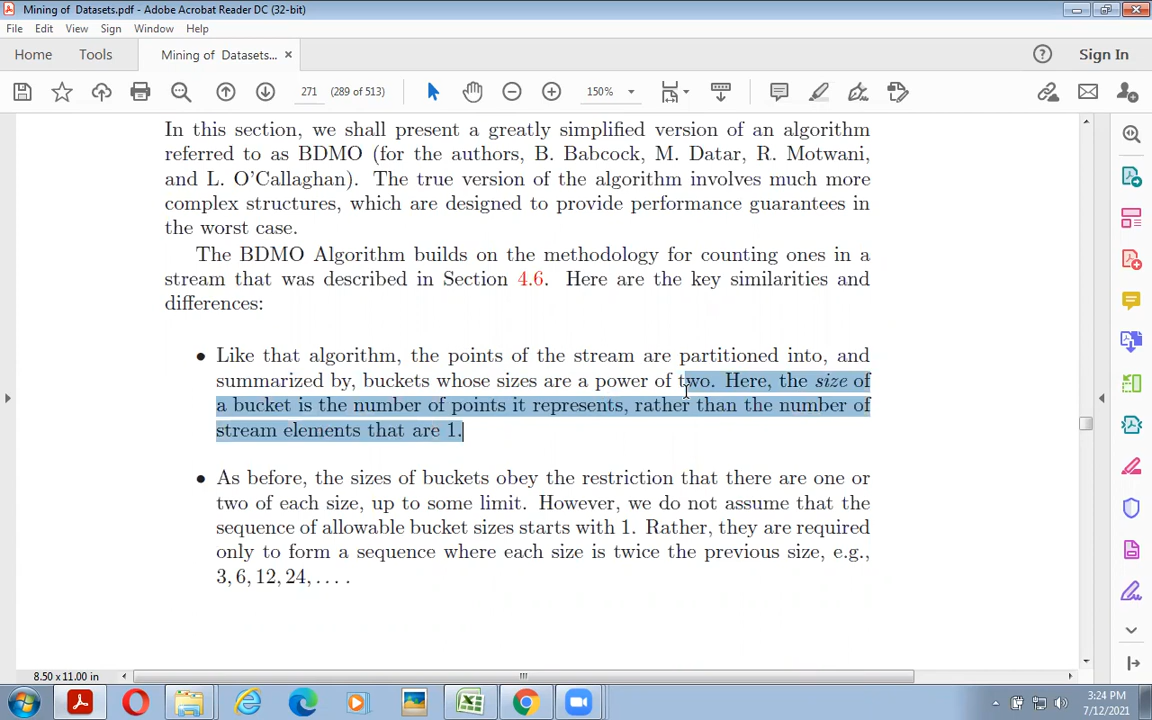 Mining of  Datasets.pdf - Adobe Acrobat Reader DC (32-bit)
File Edit View Sign Window Help
Home Tools Mining of Datasets... × Sign In
271 (289 of 513) 150%
In this section, we shall present a greatly simplified version of an algorithm
referred to as BDMO (for the authors, B. Babcock, M. Datar, R. Motwani,
and L. O'Callaghan). The true version of the algorithm involves much more
complex structures, which are designed to provide performance guarantees in
the worst case.
The BDMO Algorithm builds on the methodology for counting ones in a
stream that was described in Section 4.6. Here are the key similarities and
differences:
• Like that algorithm, the points of the stream are partitioned into, and
summarized by, buckets whose sizes are a power of two. Here, the size of
a bucket is the number of points it represents, rather than the number of
stream elements that are 1.
• As before, the sizes of buckets obey the restriction that there are one or
two of each size, up to some limit. However, we do not assume that the
sequence of allowable bucket sizes starts with 1. Rather, they are required
only to form a sequence where each size is twice the previous size, e.g.,
3, 6, 12, 24, . . . .
8.50 x 11.00 in
3:24 PM
7/12/2021